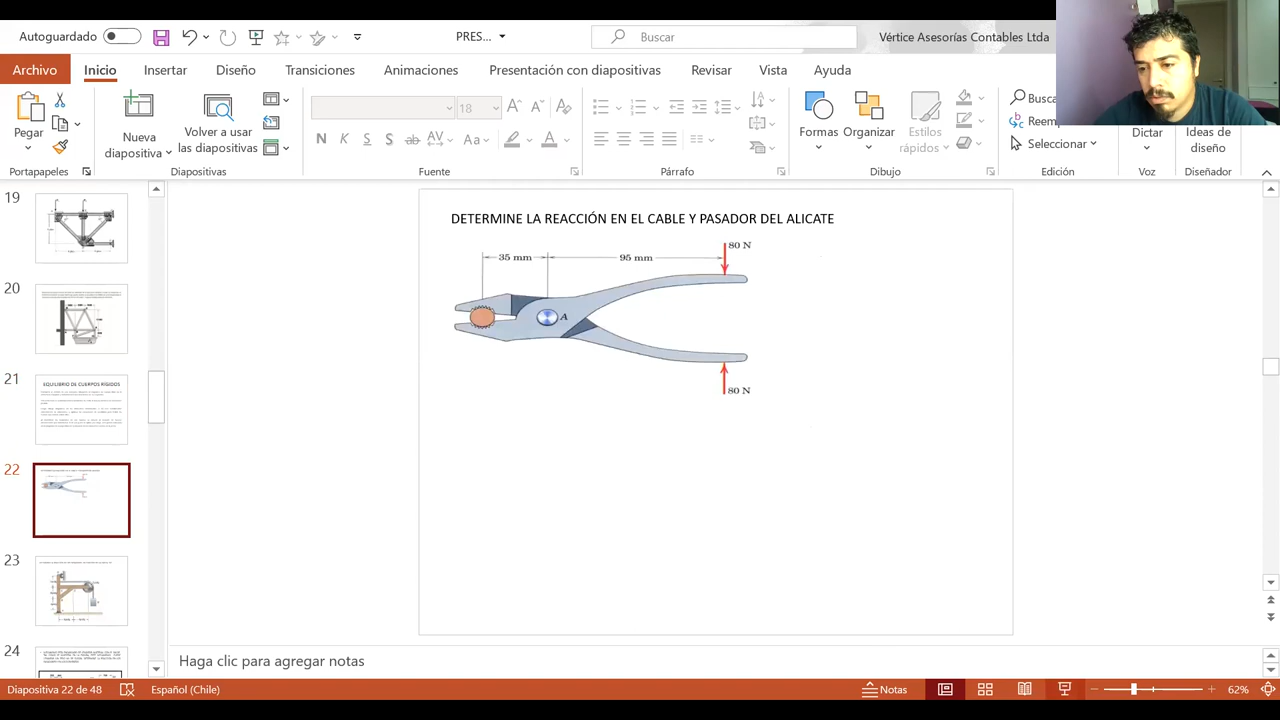 Autoguardado
PRES...
Buscar
Vértice Asesorías Contables Ltda
Archivo
Inicio
Insertar
Diseño
Transiciones
Animaciones
Presentación con diapositivas
Revisar
Vista
Ayuda
Pegar
Nueva
diapositiva
Volver a usar
las diapositivas
18
N
K
S
S
ab
AV
Aa
A
Formas
Organizar
Estilos
rápidos
Busca
Reemp
Seleccionar
Dictar
Ideas de
diseño
Portapapeles
Diapositivas
Fuente
Párrafo
Dibujo
Edición
Voz
Diseñador
19
20
21
EQUILIBRIO DE CUERPOS RÍGIDOS
22
23
24
DETERMINE LA REACCIÓN EN EL CABLE Y PASADOR DEL ALICATE
80 N
35 mm
95 mm
A
80 N
Haga clic para agregar notas
Diapositiva 22 de 48
Español (Chile)
Notas
62%